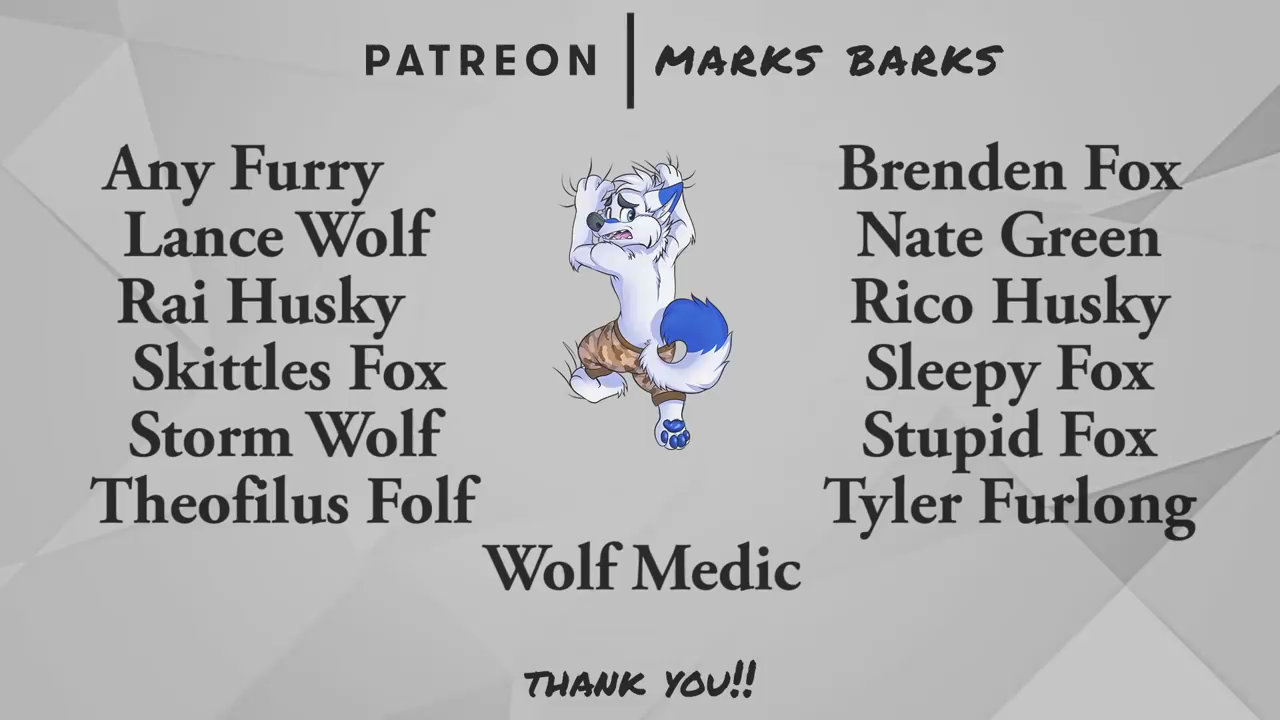 PATREON | MARKS BARKS
Any Furry
Lance Wolf
Rai Husky
Skittles Fox
Storm Wolf
Theofilus Folf
Brenden Fox
Nate Green
Rico Husky
Sleepy Fox
Stupid Fox
Tyler Furlong
Wolf Medic
THANK YOU!!